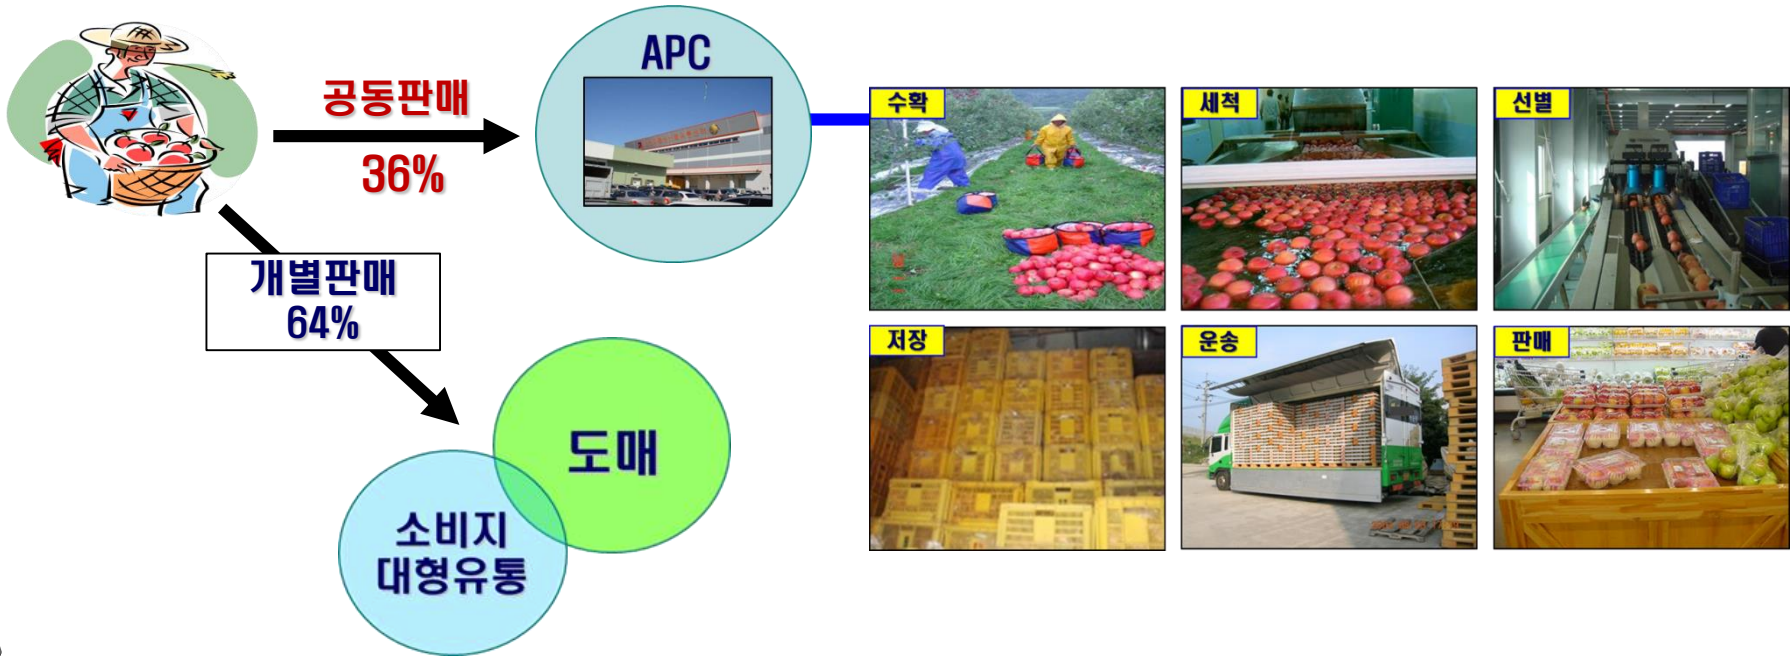 APC
공동판매
36%
개별판매
64%
도매
소비지
대형유통
수확
세척
선별
저장
운송
판매